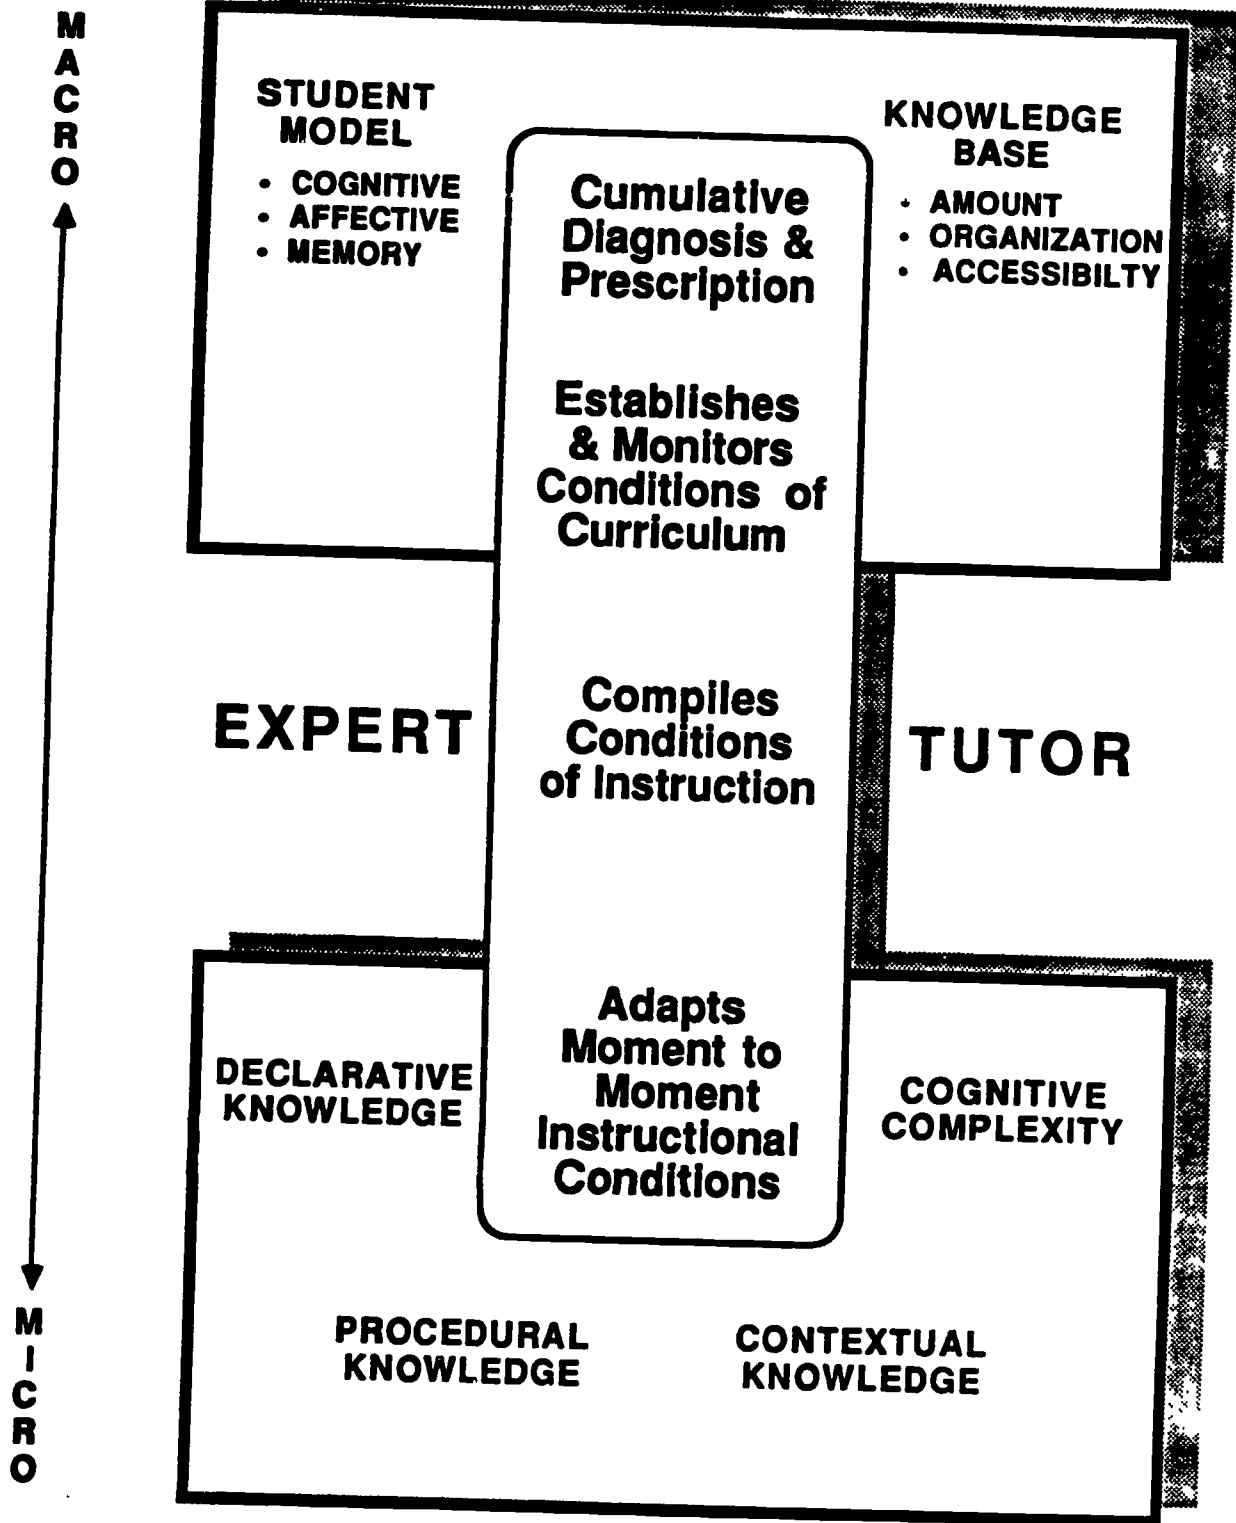 MACRO
STUDENT
MODEL
• COGNITIVE
• AFFECTIVE
• MEMORY
KNOWLEDGE
BASE
• AMOUNT
• ORGANIZATION
• ACCESSIBILTY
Cumulative
Diagnosis &
Prescription
Establishes
& Monitors
Conditions of
Curriculum
EXPERT
Compiles
Conditions
of Instruction
TUTOR
Adapts
Moment to
Moment
Instructional
Conditions
DECLARATIVE
KNOWLEDGE
COGNITIVE
COMPLEXITY
PROCEDURAL
KNOWLEDGE
CONTEXTUAL
KNOWLEDGE
MICRO